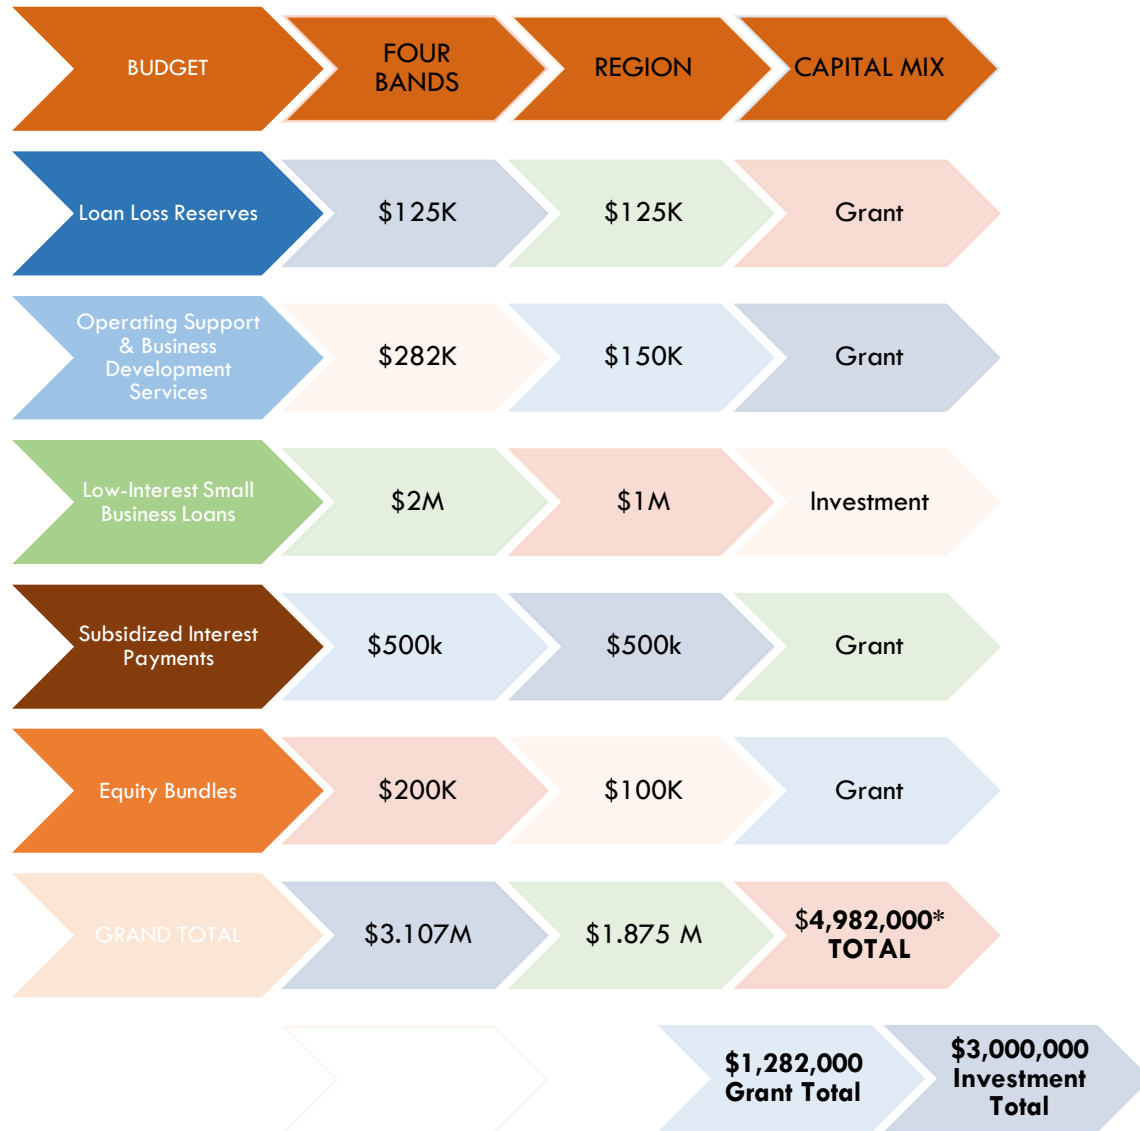 BUDGET
FOUR
BANDS
REGION
CAPITAL MIX
Loan Loss Reserves
$125K
$125K
Grant
Operating Support
& Business
Development
Services
$282K
$150K
Grant
Low-Interest Small
Business Loans
$2M
$1M
Investment
Subsidized Interest
Payments
$500k
$500k
Grant
Equity Bundles
$200K
$100K
Grant
GRAND TOTAL
$3.107M
$1.875 M
$4,982,000*
TOTAL
$1,282,000
Grant Total
$3,000,000
Investment
Total